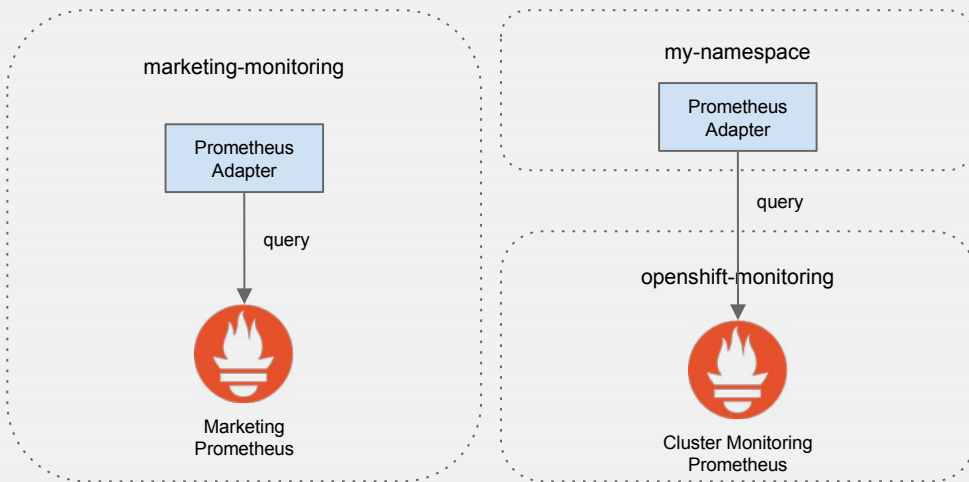 marketing-monitoring
Prometheus
Adapter
query
Marketing
Prometheus
my-namespace
Prometheus
Adapter
query
openshift-monitoring
Cluster Monitoring
Prometheus